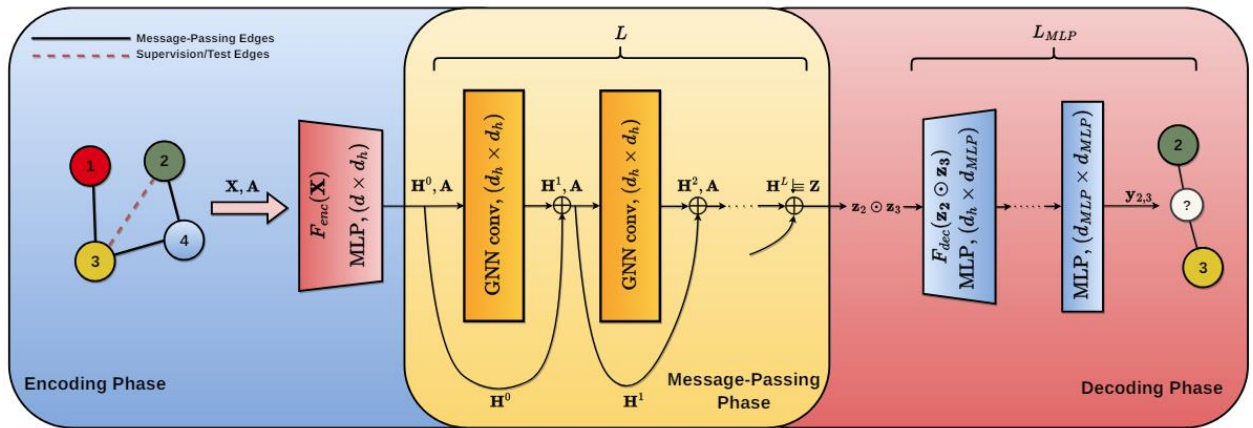 Message-Passing Edges
Supervision/Test Edges
1
2
3
4
X, A
F_enc(X)
MLP, (d × d_h)
Encoding Phase
L
H^0, A
GNN conv, (d_h × d_h)
H^1, A
GNN conv, (d_h × d_h)
H^2, A
......
H^L ≡ Z
H^0
H^1
Message-Passing
Phase
L_MLP
z_2 ⊙ z_3
F_dec(z_2 ⊙ z_3)
MLP, (d_h × d_MLP)
......
MLP, (d_MLP × d_MLP)
y_2,3
2
?
3
Decoding Phase